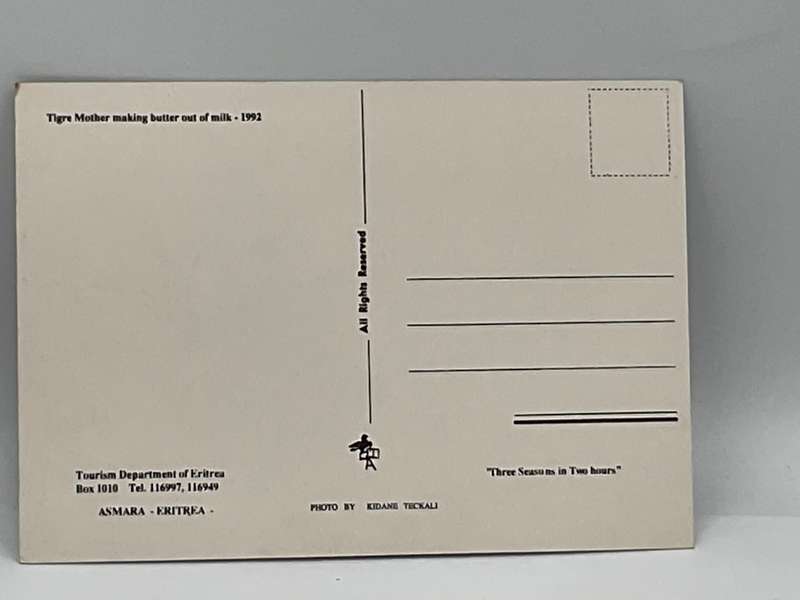 Tigre Mother making butter out of milk - 1992
All Rights Reserved
Tourism Department of Eritrea
Box 1010 Tel. 116997, 116949
ASMARA - ERITREA -
PHOTO BY KIDANE TECKALI
"Three Seasons in Two hours"